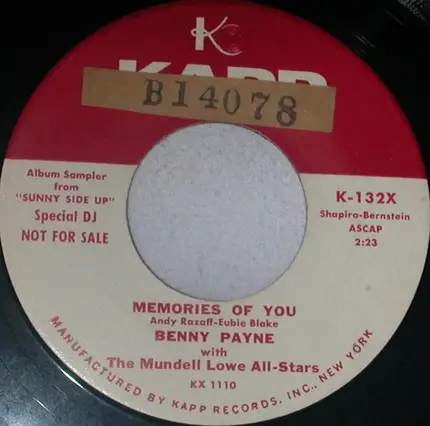 K
KAPP
B14078
Album Sampler
from
"SUNNY SIDE UP"
Special DJ
NOT FOR SALE
K-132X
Shapiro-Bernstein
ASCAP
2:23
MEMORIES OF YOU
Andy Razaff-Eubie Blake
BENNY PAYNE
with
The Mundell Lowe All-Stars
KX 1110
MANUFACTURED BY KAPP RECORDS, INC., NEW YORK